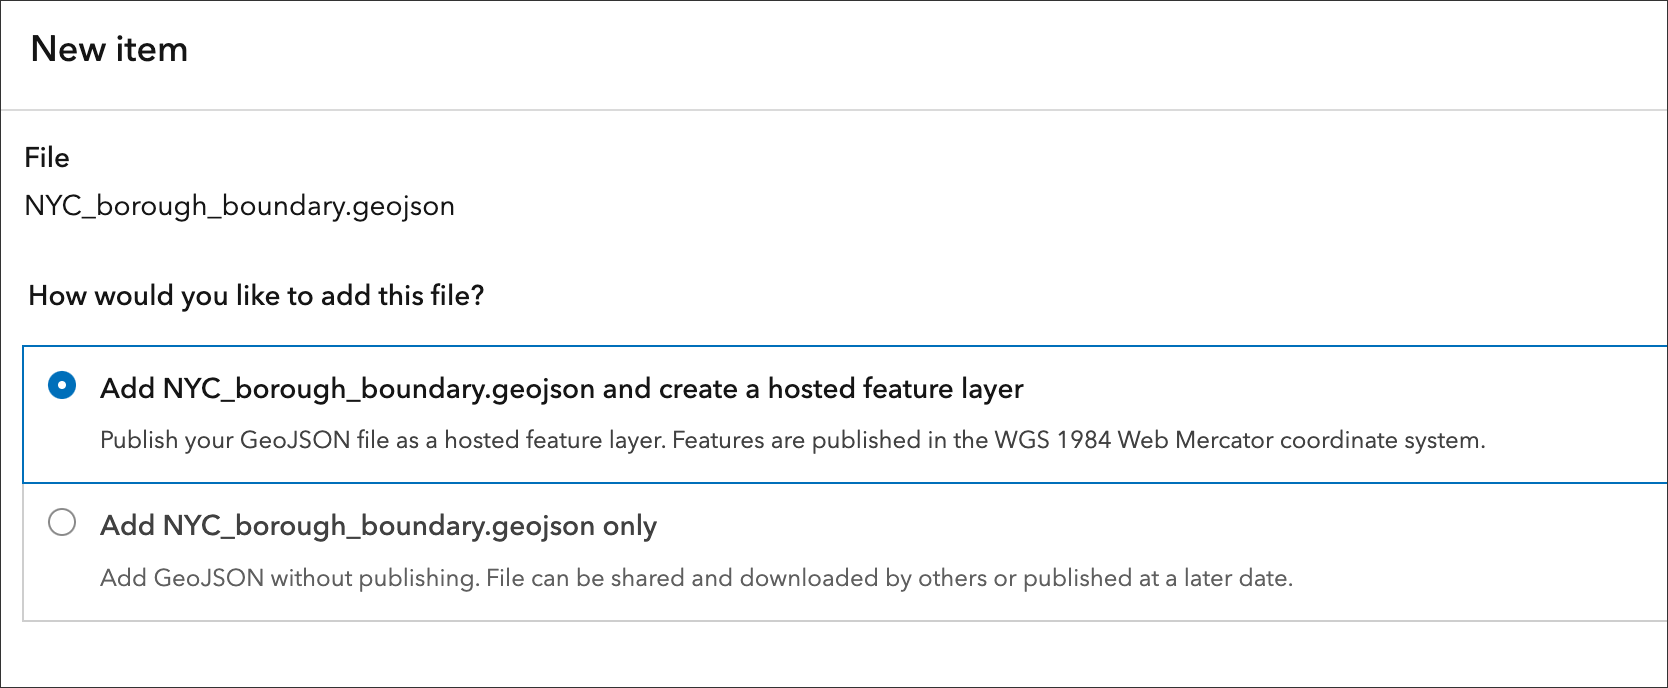 New item
File
NYC_borough_boundary.geojson
How would you like to add this file?
Add NYC_borough_boundary.geojson and create a hosted feature layer
Publish your GeoJSON file as a hosted feature layer. Features are published in the WGS 1984 Web Mercator coordinate system.
Add NYC_borough_boundary.geojson only
Add GeoJSON without publishing. File can be shared and downloaded by others or published at a later date.